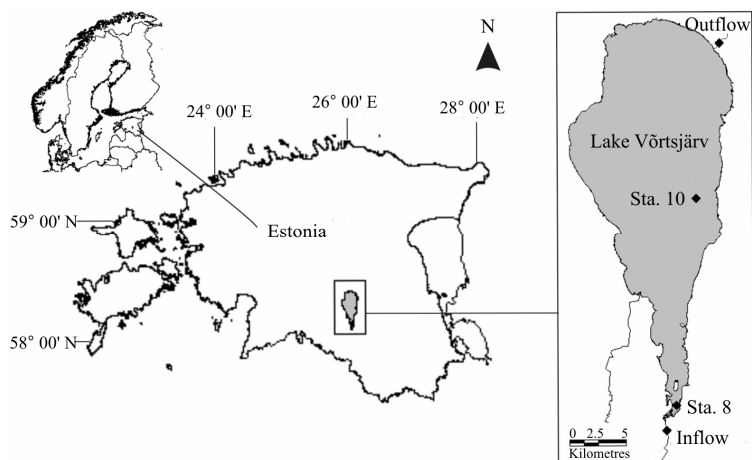 N
24° 00' E
26° 00' E
28° 00' E
59° 00' N
58° 00' N
Estonia
Outflow
Lake Võrtsjärv
Sta. 10
Sta. 8
Inflow
0 2.5 5
Kilometres